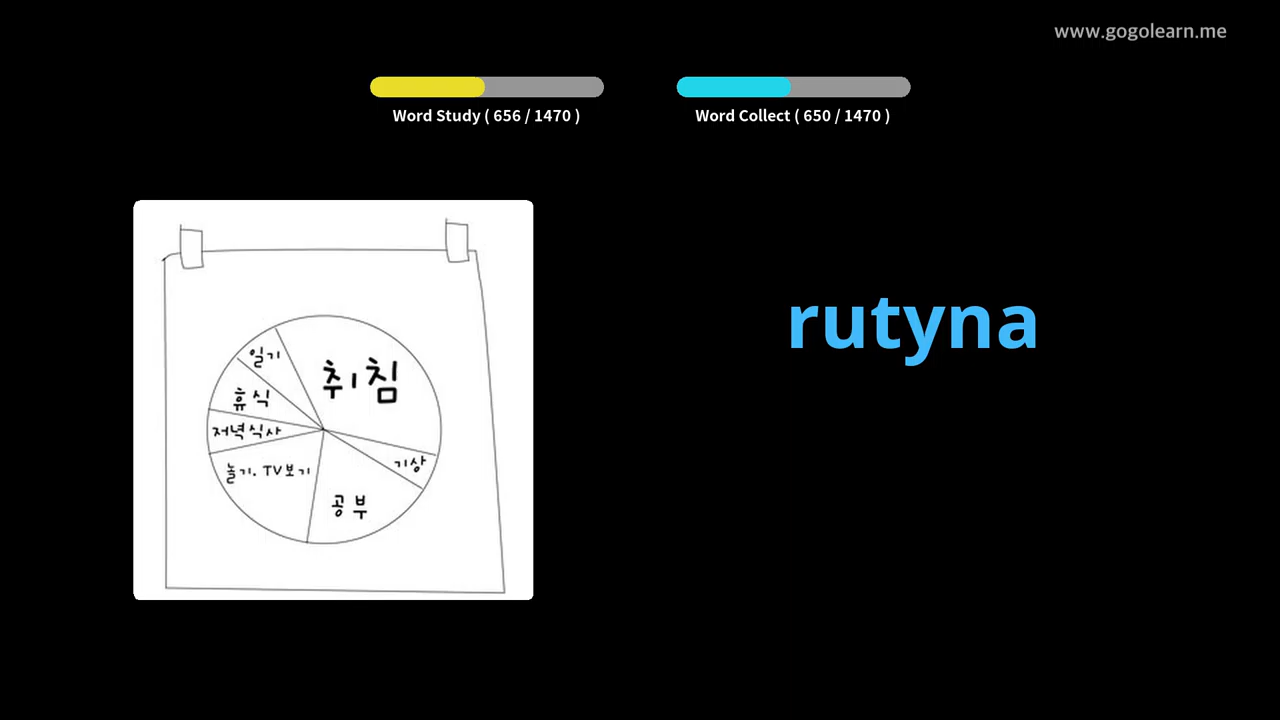 www.gogolearn.me
Word Study ( 656 / 1470 )
Word Collect ( 650 / 1470 )
rutyna
일기
취침
휴식
저녁식사
기상
놀기. TV보기
공부